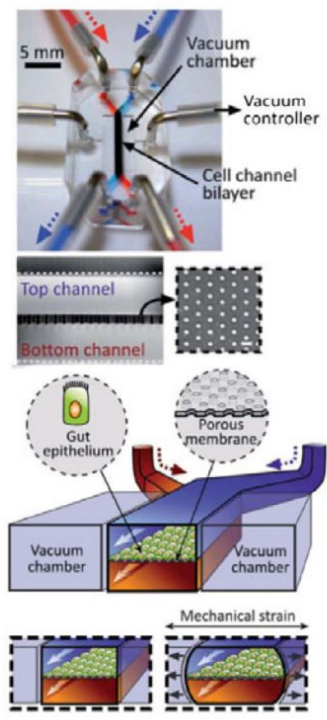 5 mm
Vacuum
chamber
Vacuum
controller
Cell channel
bilayer
Top channel
Bottom channel
Gut
epithelium
Porous
membrane
Vacuum
chamber
Vacuum
chamber
Mechanical strain